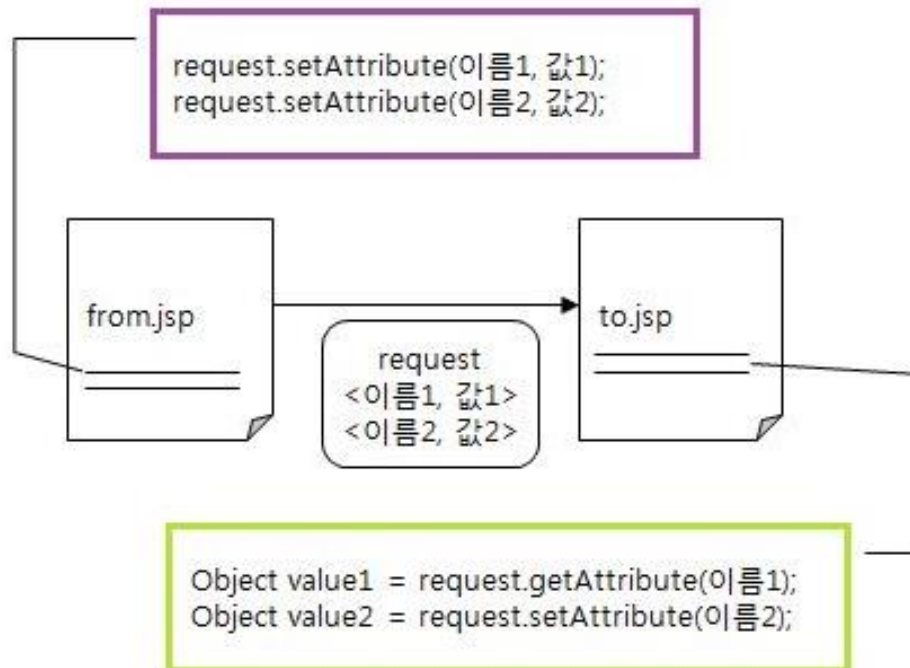 request.setAttribute(이름1, 값1);
request.setAttribute(이름2, 값2);
from.jsp
to.jsp
request
<이름1, 값1>
<이름2, 값2>
Object value1 = request.getAttribute(이름1);
Object value2 = request.setAttribute(이름2);